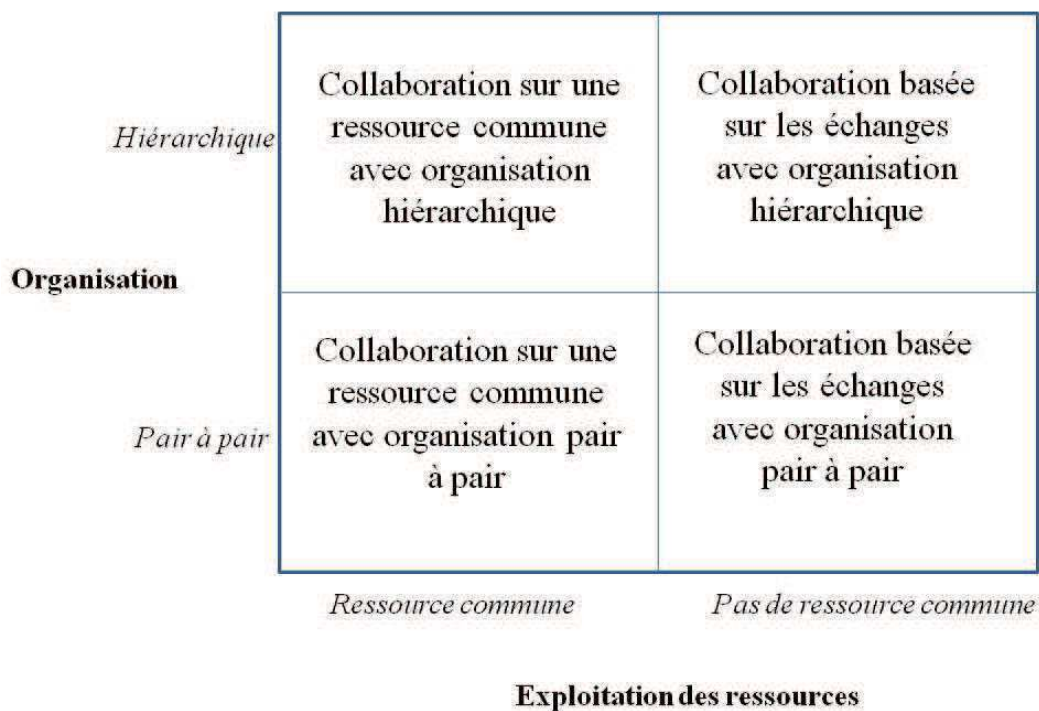 Hiérarchique
Collaboration sur une
ressource commune
avec organisation
hiérarchique
Collaboration basée
sur les échanges
avec organisation
hiérarchique
Organisation
Pair à pair
Collaboration sur une
ressource commune
avec organisation pair
à pair
Collaboration basée
sur les échanges
avec organisation
pair à pair
Ressource commune
Pas de ressource commune
Exploitation des ressources